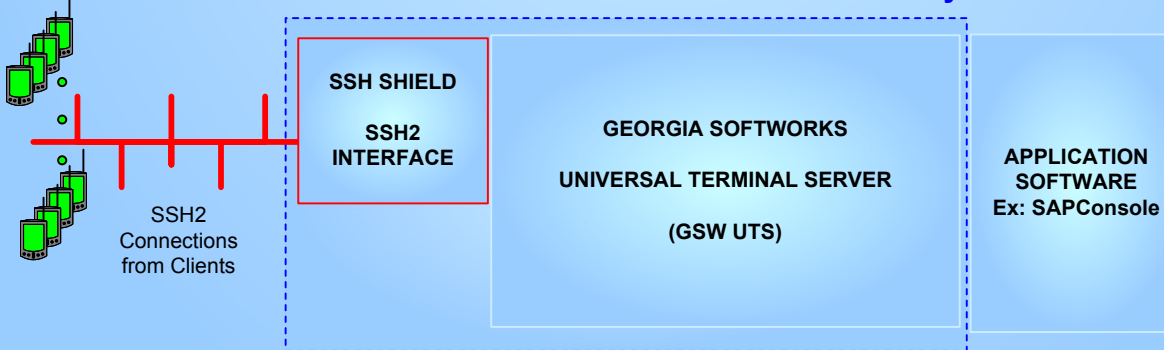 SSH SHIELD
SSH2
INTERFACE
GEORGIA SOFTWORKS
UNIVERSAL TERMINAL SERVER
(GSW UTS)
APPLICATION
SOFTWARE
Ex: SAPConsole
SSH2
Connections
from Clients